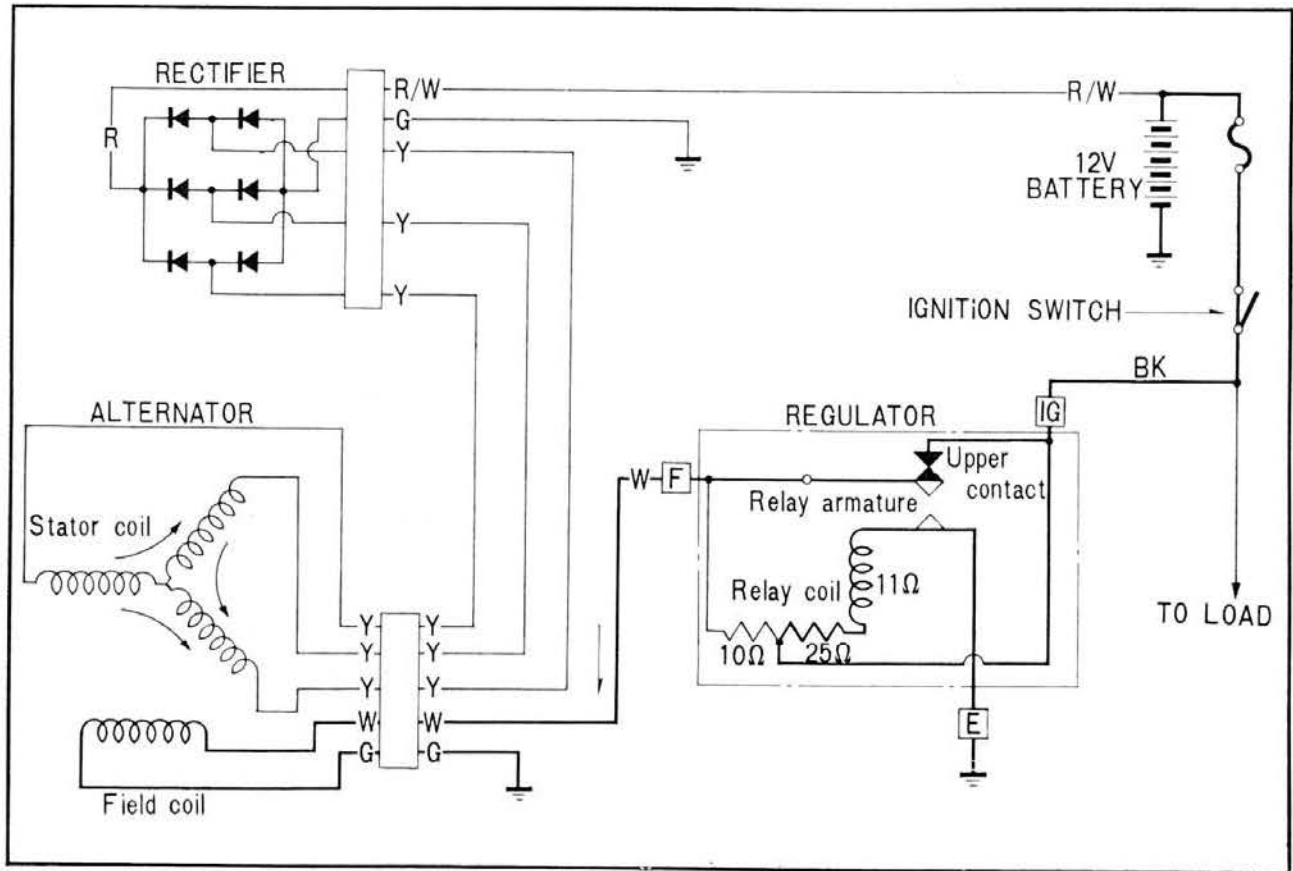 RECTIFIER
R/W
R/W
G
R
Y
Y
Y
12V
BATTERY
IGNITiON SWITCH
BK
ALTERNATOR
REGULATOR
IG
W
F
Upper
contact
Relay armature
Stator coil
Relay coil
11Ω
10Ω
25Ω
TO LOAD
Y
Y
Y
Y
Y
Y
W
W
G
G
E
Field coil